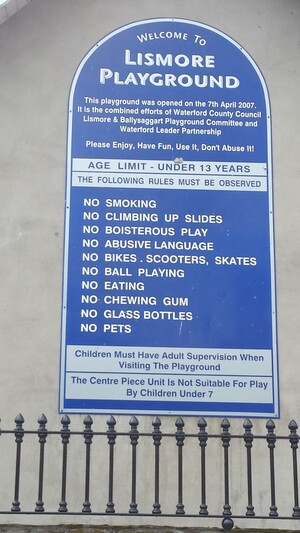 WELCOME TO
LISMORE
PLAYGROUND
This playground was opened on the 7th April 2007.
It is the combined efforts of Waterford County Council
Lismore & Ballysaggart Playground Committee and
Waterford Leader Partnership
Please Enjoy, Have Fun, Use It, Don't Abuse It!
AGE LIMIT - UNDER 13 YEARS
THE FOLLOWING RULES MUST BE OBSERVED
NO SMOKING
NO CLIMBING UP SLIDES
NO BOISTEROUS PLAY
NO ABUSIVE LANGUAGE
NO BIKES . SCOOTERS, SKATES
NO BALL PLAYING
NO EATING
NO CHEWING GUM
NO GLASS BOTTLES
NO PETS
Children Must Have Adult Supervision When
Visiting The Playground
The Centre Piece Unit Is Not Suitable For Play
By Children Under 7